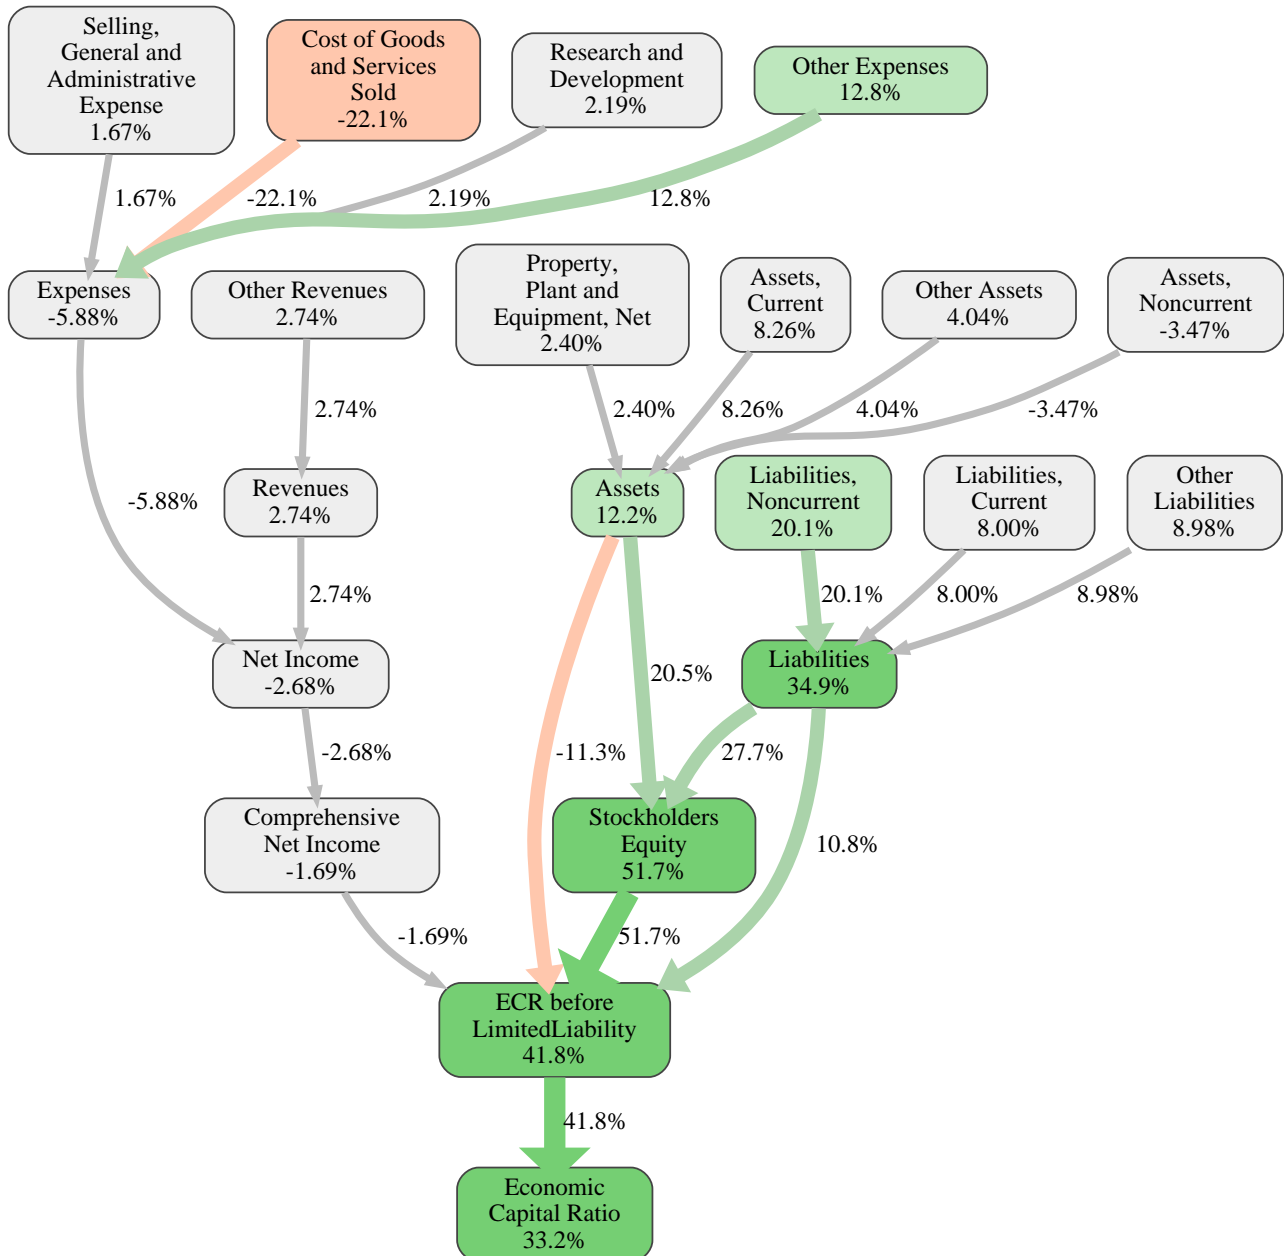 Selling,
General and
Administrative
Expense
1.67%
Cost of Goods
and Services
Sold
-22.1%
Research and
Development
2.19%
Other Expenses
12.8%
1.67%
-22.1%
2.19%
12.8%
Expenses
-5.88%
Other Revenues
2.74%
Property,
Plant and
Equipment, Net
2.40%
Assets,
Current
8.26%
Other Assets
4.04%
Assets,
Noncurrent
-3.47%
2.74%
2.40%
8.26%
4.04%
-3.47%
-5.88%
Revenues
2.74%
Assets
12.2%
Liabilities,
Noncurrent
20.1%
Liabilities,
Current
8.00%
Other
Liabilities
8.98%
2.74%
20.1%
8.00%
8.98%
Net Income
-2.68%
20.5%
Liabilities
34.9%
-2.68%
-11.3%
27.7%
Comprehensive
Net Income
-1.69%
Stockholders
Equity
51.7%
10.8%
-1.69%
51.7%
ECR before
LimitedLiability
41.8%
41.8%
Economic
Capital Ratio
33.2%